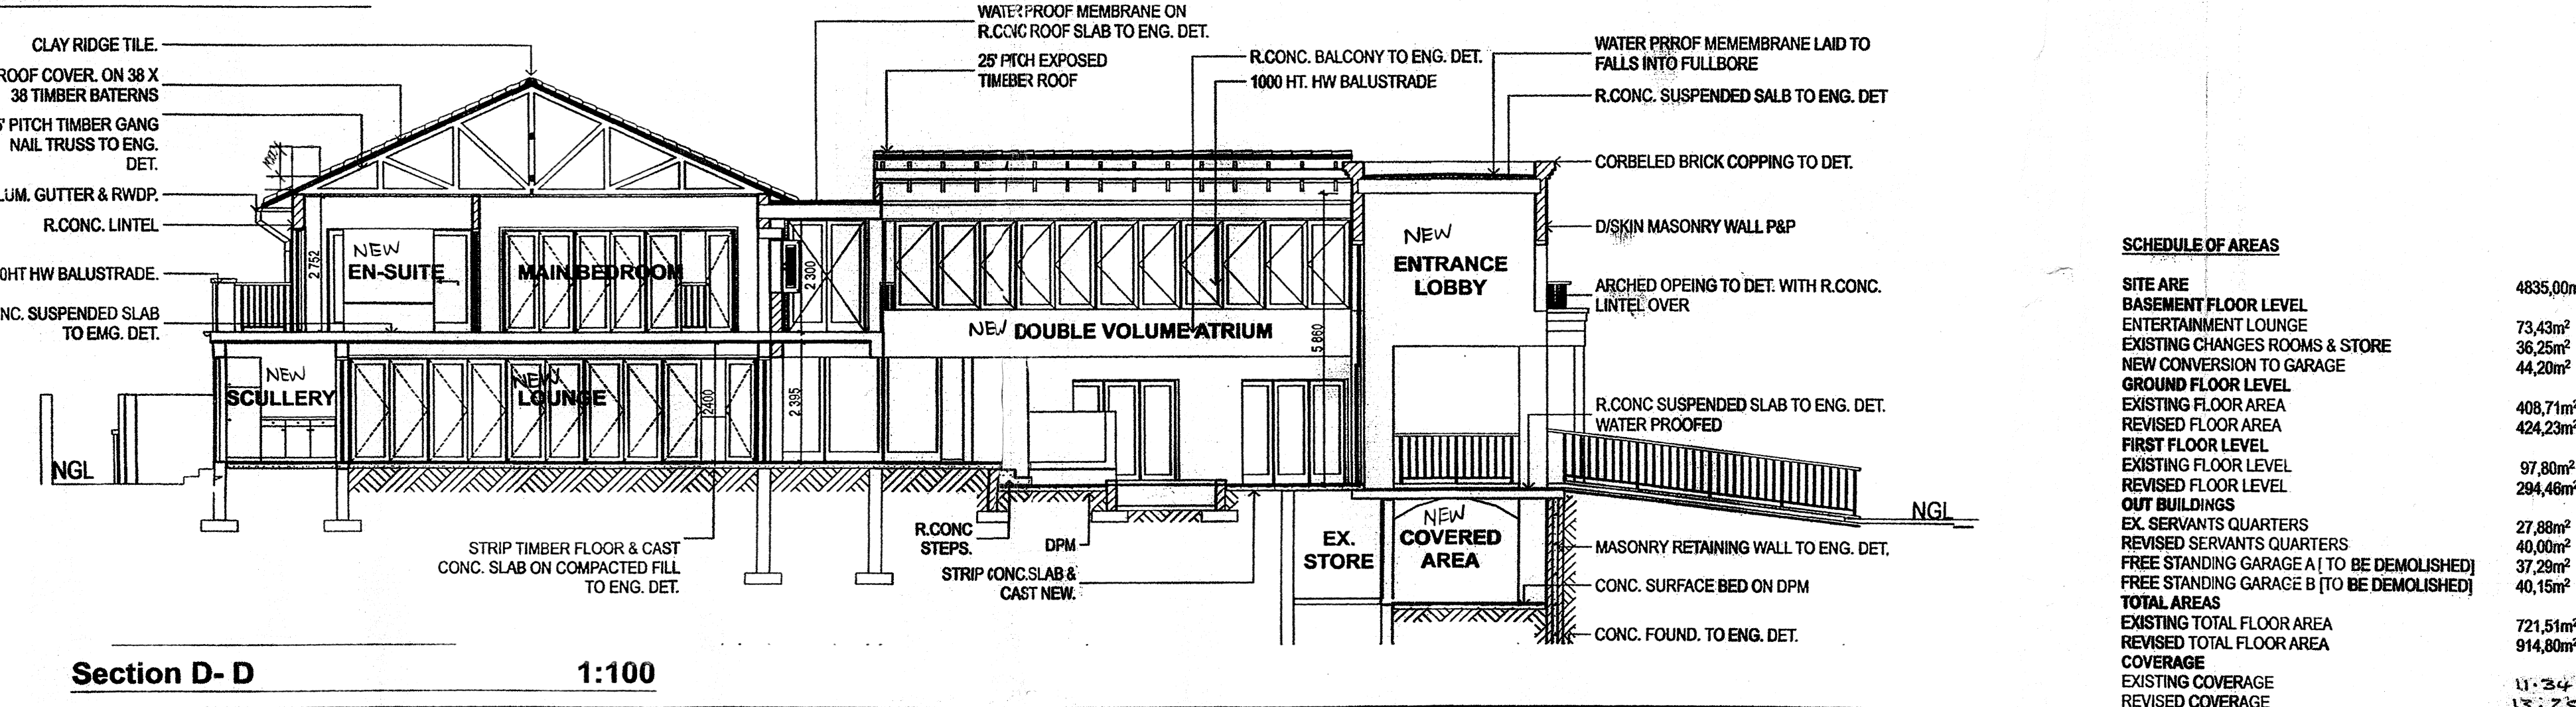 CLAY RIDGE TILE.
ROOF COVER. ON 38 X
38 TIMBER BATERNS
PITCH TIMBER GANG
NAIL TRUSS TO ENG.
DET.
LUM. GUTTER & RWDP.
R.CONC. LINTEL
0HT HW BALUSTRADE.
NC. SUSPENDED SLAB
TO EMG. DET.
WATERPROOF MEMBRANE ON
R.CONC ROOF SLAB TO ENG. DET.
25' PITCH EXPOSED
TIMEBER ROOF
R.CONC. BALCONY TO ENG. DET.
1000 HT. HW BALUSTRADE
WATER PRROF MEMEMBRANE LAID TO
FALLS INTO FULLBORE
R.CONC. SUSPENDED SALB TO ENG. DET
CORBELED BRICK COPPING TO DET.
D/SKIN MASONRY WALL P&P
ARCHED OPEING TO DET. WITH R.CONC.
LINTEL OVER
R.CONC SUSPENDED SLAB TO ENG. DET.
WATER PROOFED
MASONRY RETAINING WALL TO ENG. DET,
CONC. SURFACE BED ON DPM
CONC. FOUND. TO ENG. DET.
2 752
NEW
EN-SUITE
MAIN BEDROOM
2 300
NEW
ENTRANCE
LOBBY
NEW DOUBLE VOLUME ATRIUM
5 860
NEW
SCULLERY
NEW
LOUNGE
2400
2 395
NGL
NGL
R.CONC
STEPS.
DPM
STRIP TIMBER FLOOR & CAST
CONC. SLAB ON COMPACTED FILL
TO ENG. DET.
STRIP CONC.SLAB &
CAST NEW.
EX.
STORE
NEW
COVERED
AREA
Section D- D 1:100
SCHEDULE OF AREAS
SITE ARE 4835,00m
BASEMENT FLOOR LEVEL
ENTERTAINMENT LOUNGE 73,43m²
EXISTING CHANGES ROOMS & STORE 36,25m²
NEW CONVERSION TO GARAGE 44,20m²
GROUND FLOOR LEVEL
EXISTING FLOOR AREA 408,71m²
REVISED FLOOR AREA 424,23m²
FIRST FLOOR LEVEL
EXISTING FLOOR LEVEL 97,80m²
REVISED FLOOR LEVEL 294,46m²
OUT BUILDINGS
EX. SERVANTS QUARTERS 27,88m²
REVISED SERVANTS QUARTERS 40,00m²
FREE STANDING GARAGE A [ TO BE DEMOLISHED] 37,29m²
FREE STANDING GARAGE B [TO BE DEMOLISHED] 40,15m²
TOTAL AREAS
EXISTING TOTAL FLOOR AREA 721,51m²
REVISED TOTAL FLOOR AREA 914,80m²
COVERAGE
EXISTING COVERAGE 11.34
REVISED COVERAGE